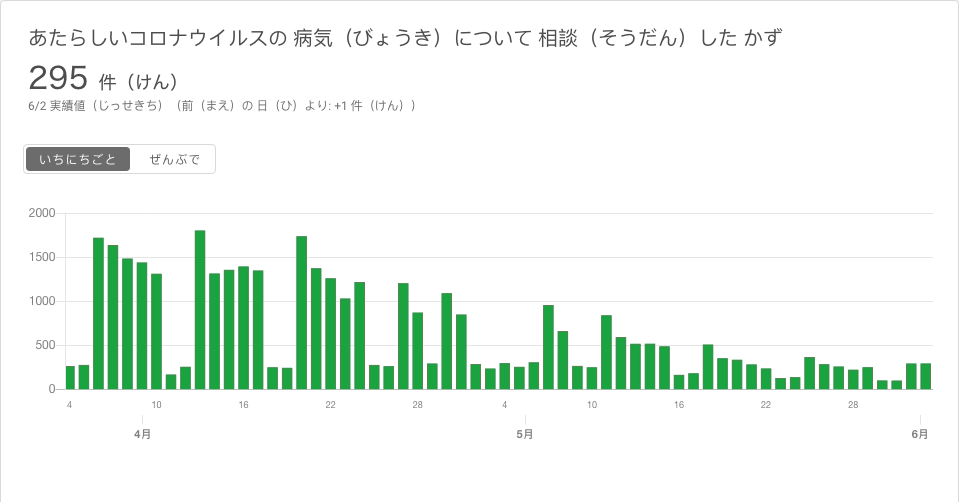 あたらしいコロナウイルスの 病気（びょうき）について 相談（そうだん）した かず
295 件（けん）
6/2 実績値（じっせきち）（前（まえ）の 日（ひ）より: +1 件（けん））
いちにちごと ぜんぶで
2000
1500
1000
500
0
4 10 16 22 28 4 10 16 22 28
4月 5月 6月